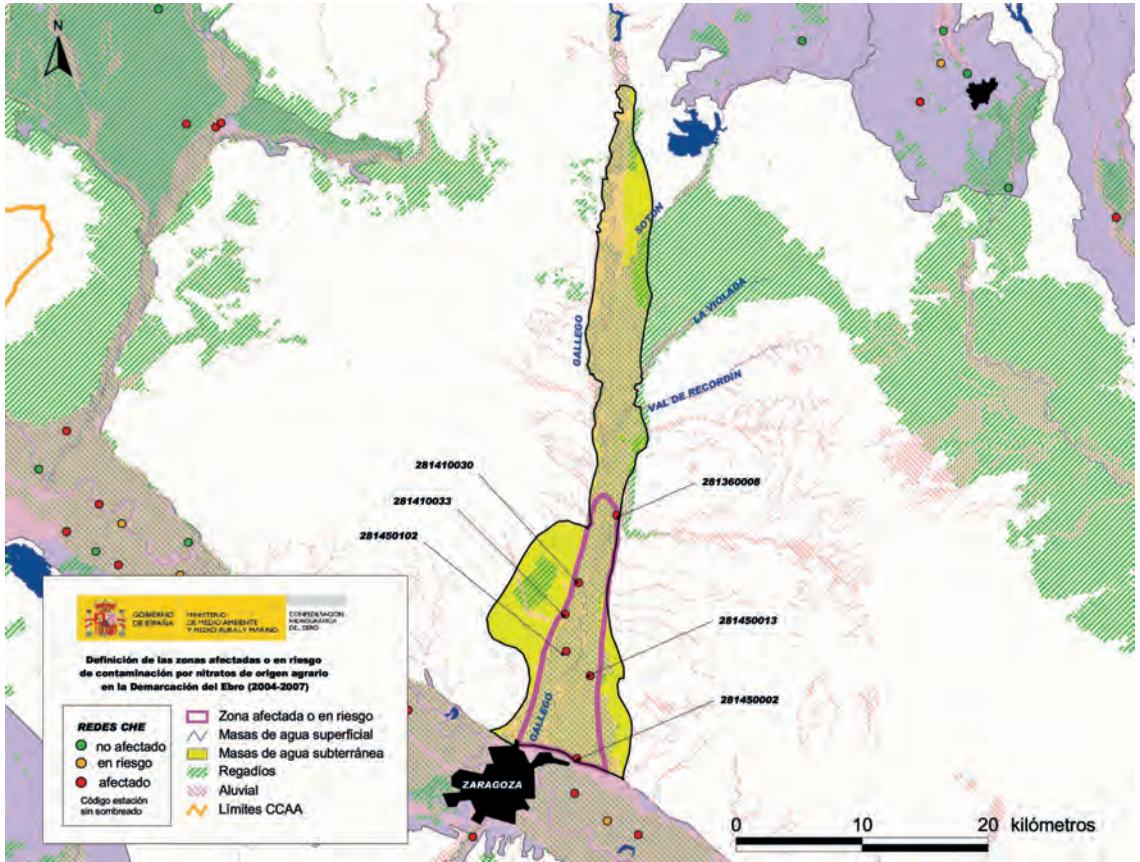 N
SOTÓN
LA VIOLADA
GALLEGO
VAL DE RECORDÍN
281410030
281360008
281410033
281450102
281450013
281450002
GALLEGO
ZARAGOZA
GOBIERNO
DE ESPAÑA
MINISTERIO
DE MEDIO AMBIENTE
Y MEDIO RURAL Y MARINO
CONFEDERACIÓN
HIDROGRÁFICA
DEL EBRO
Definición de las zonas afectadas o en riesgo
de contaminación por nitratos de origen agrario
en la Demarcación del Ebro (2004-2007)
REDES CHE
no afectado
en riesgo
afectado
Código estación
sin sombreado
Zona afectada o en riesgo
Masas de agua superficial
Masas de agua subterránea
Regadíos
Aluvial
Límites CCAA
0 10 20 kilómetros